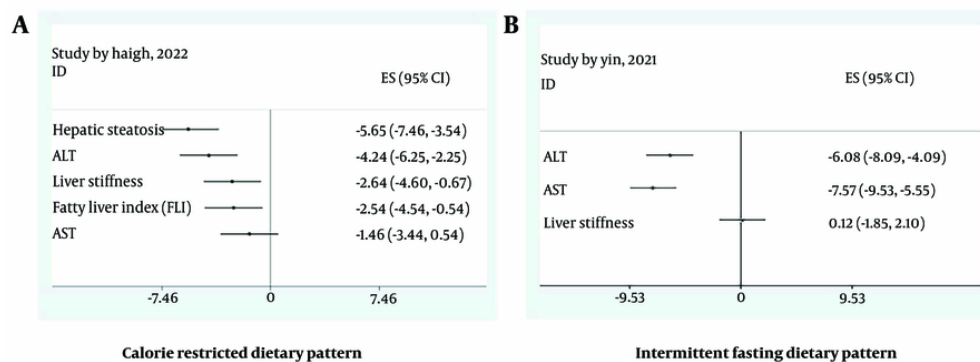 A
Study by haigh, 2022
ID
ES (95% CI)
Hepatic steatosis -5.65 (-7.46, -3.54)
ALT -4.24 (-6.25, -2.25)
Liver stiffness -2.64 (-4.60, -0.67)
Fatty liver index (FLI) -2.54 (-4.54, -0.54)
AST -1.46 (-3.44, 0.54)
-7.46 0 7.46
Calorie restricted dietary pattern
B
Study by yin, 2021
ID
ES (95% CI)
ALT -6.08 (-8.09, -4.09)
AST -7.57 (-9.53, -5.55)
Liver stiffness 0.12 (-1.85, 2.10)
-9.53 0 9.53
Intermittent fasting dietary pattern